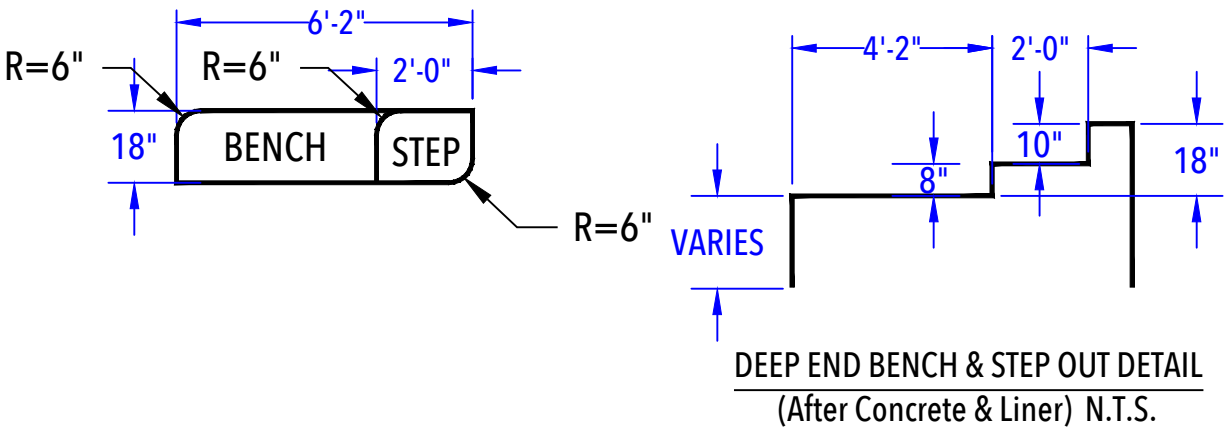 6'-2"
R=6"
R=6"
2'-0"
18"
BENCH
STEP
R=6"
4'-2"
2'-0"
10"
18"
8"
VARIES
DEEP END BENCH & STEP OUT DETAIL
(After Concrete & Liner) N.T.S.